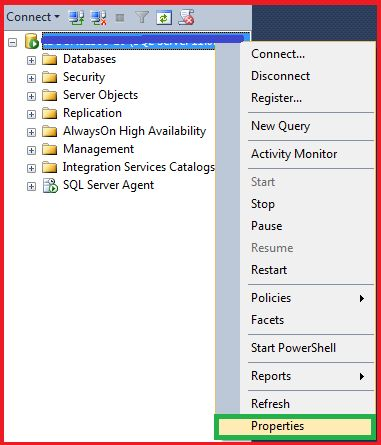 Connect
Databases
Security
Server Objects
Replication
AlwaysOn High Availability
Management
Integration Services Catalogs
SQL Server Agent
Connect...
Disconnect
Register...
New Query
Activity Monitor
Start
Stop
Pause
Resume
Restart
Policies
Facets
Start PowerShell
Reports
Refresh
Properties